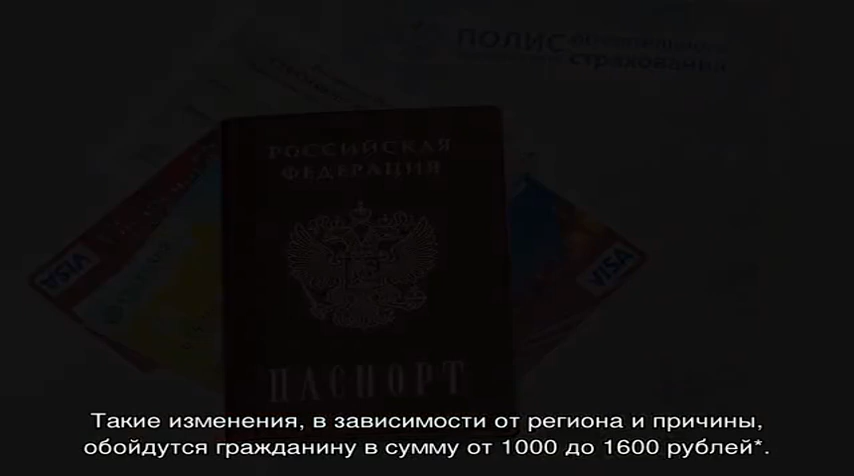 ПОЛИС обязательного
страхования
РОССИЙСКАЯ
ФЕДЕРАЦИЯ
VISA
VISA
ПАСПОРТ
Такие изменения, в зависимости от региона и причины,
обойдутся гражданину в сумму от 1000 до 1600 рублей*.